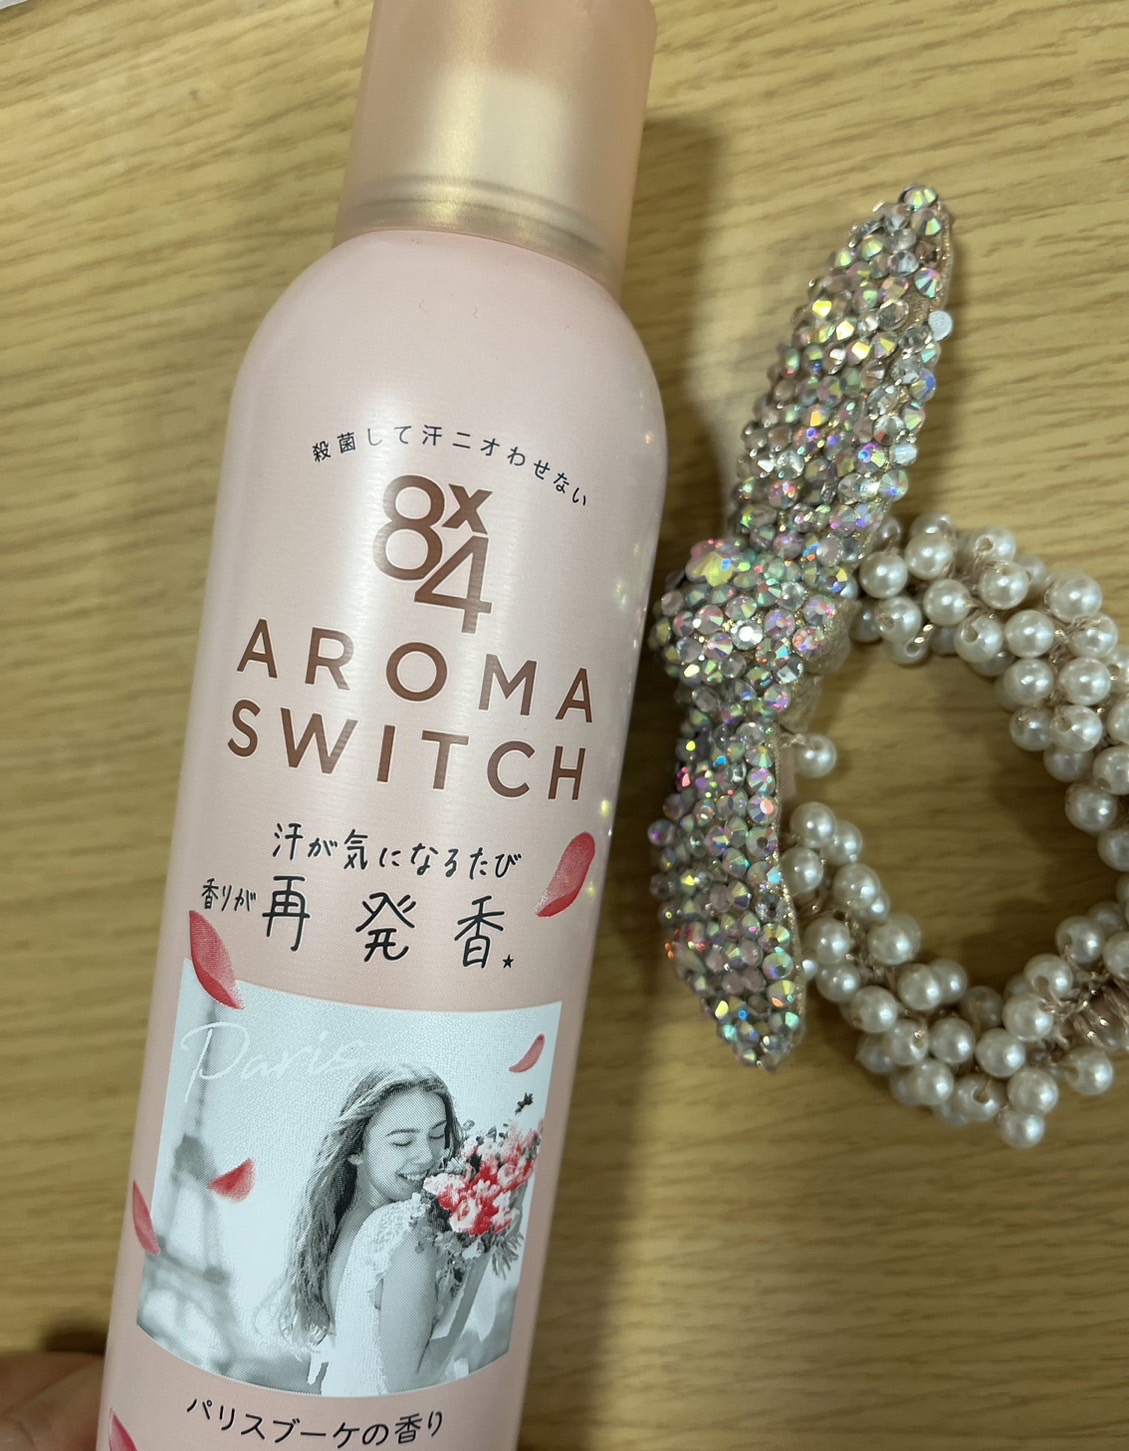 殺菌して汗ニオわせない
8x4
AROMA
SWITCH
汗が気になるたび
香りが再発香
Paris
パリスブーケの香り